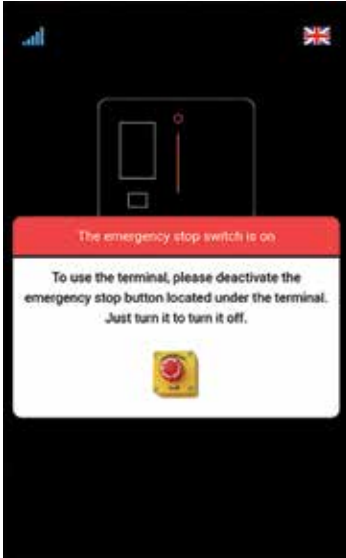 The emergency stop switch is on
To use the terminal, please deactivate the
emergency stop button located under the terminal.
Just turn it to turn it off.